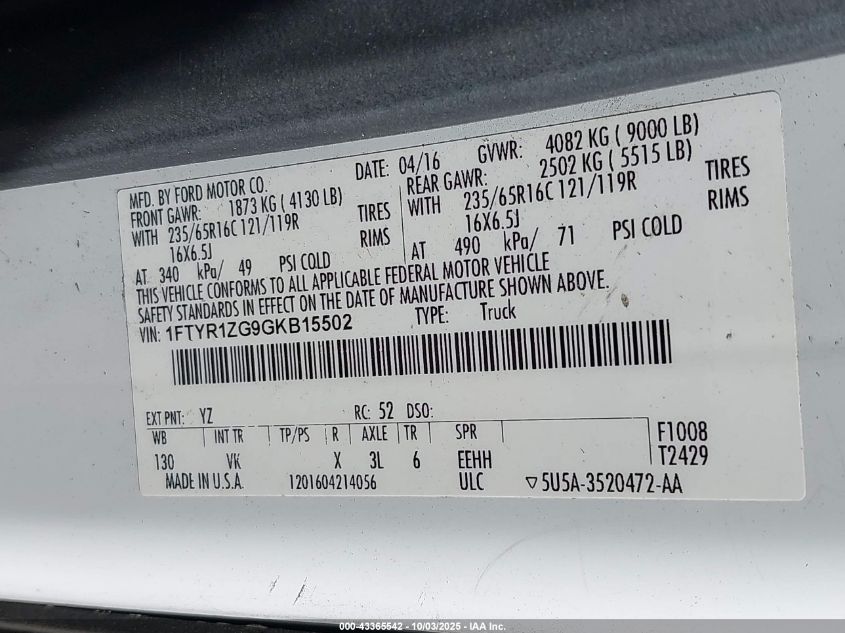 MFD. BY FORD MOTOR CO.
DATE: 04/16
GVWR: 4082 KG ( 9000 LB)
FRONT GAWR: 1873 KG ( 4130 LB)
WITH 235/65R16C 121/119R TIRES
16X6.5J RIMS
AT 340 kPa/ 49 PSI COLD
REAR GAWR: 2502 KG ( 5515 LB)
WITH 235/65R16C 121/119R TIRES
16X6.5J RIMS
AT 490 kPa/ 71 PSI COLD
THIS VEHICLE CONFORMS TO ALL APPLICABLE FEDERAL MOTOR VEHICLE
SAFETY STANDARDS IN EFFECT ON THE DATE OF MANUFACTURE SHOWN ABOVE.
VIN: 1FTYR1ZG9GKB15502 TYPE: Truck
EXT PNT: YZ RC: 52 DSO:
WB INT TR TP/PS R AXLE TR SPR F1008
130 VK X 3L 6 EEHH T2429
MADE IN U.S.A. 1201604214056 ULC ▽5U5A-3520472-AA
000-43365542 - 10/03/2025 - IAA Inc.